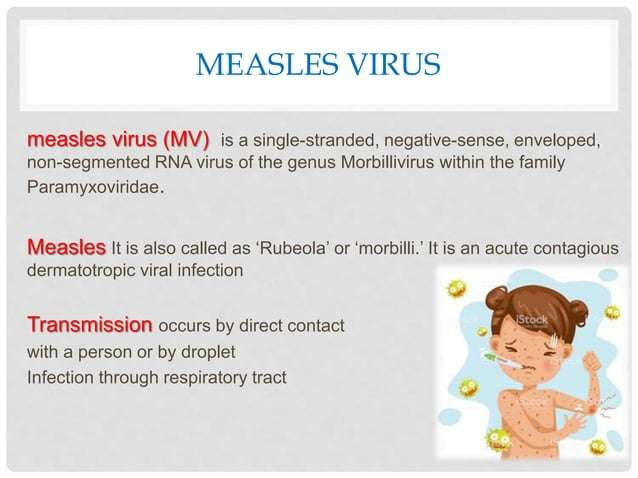 MEASLES VIRUS
measles virus (MV) is a single-stranded, negative-sense, enveloped,
non-segmented RNA virus of the genus Morbillivirus within the family
Paramyxoviridae.
Measles It is also called as ‘Rubeola’ or ‘morbilli.’ It is an acute contagious
dermatotropic viral infection
Transmission occurs by direct contact
with a person or by droplet
Infection through respiratory tract
iStock